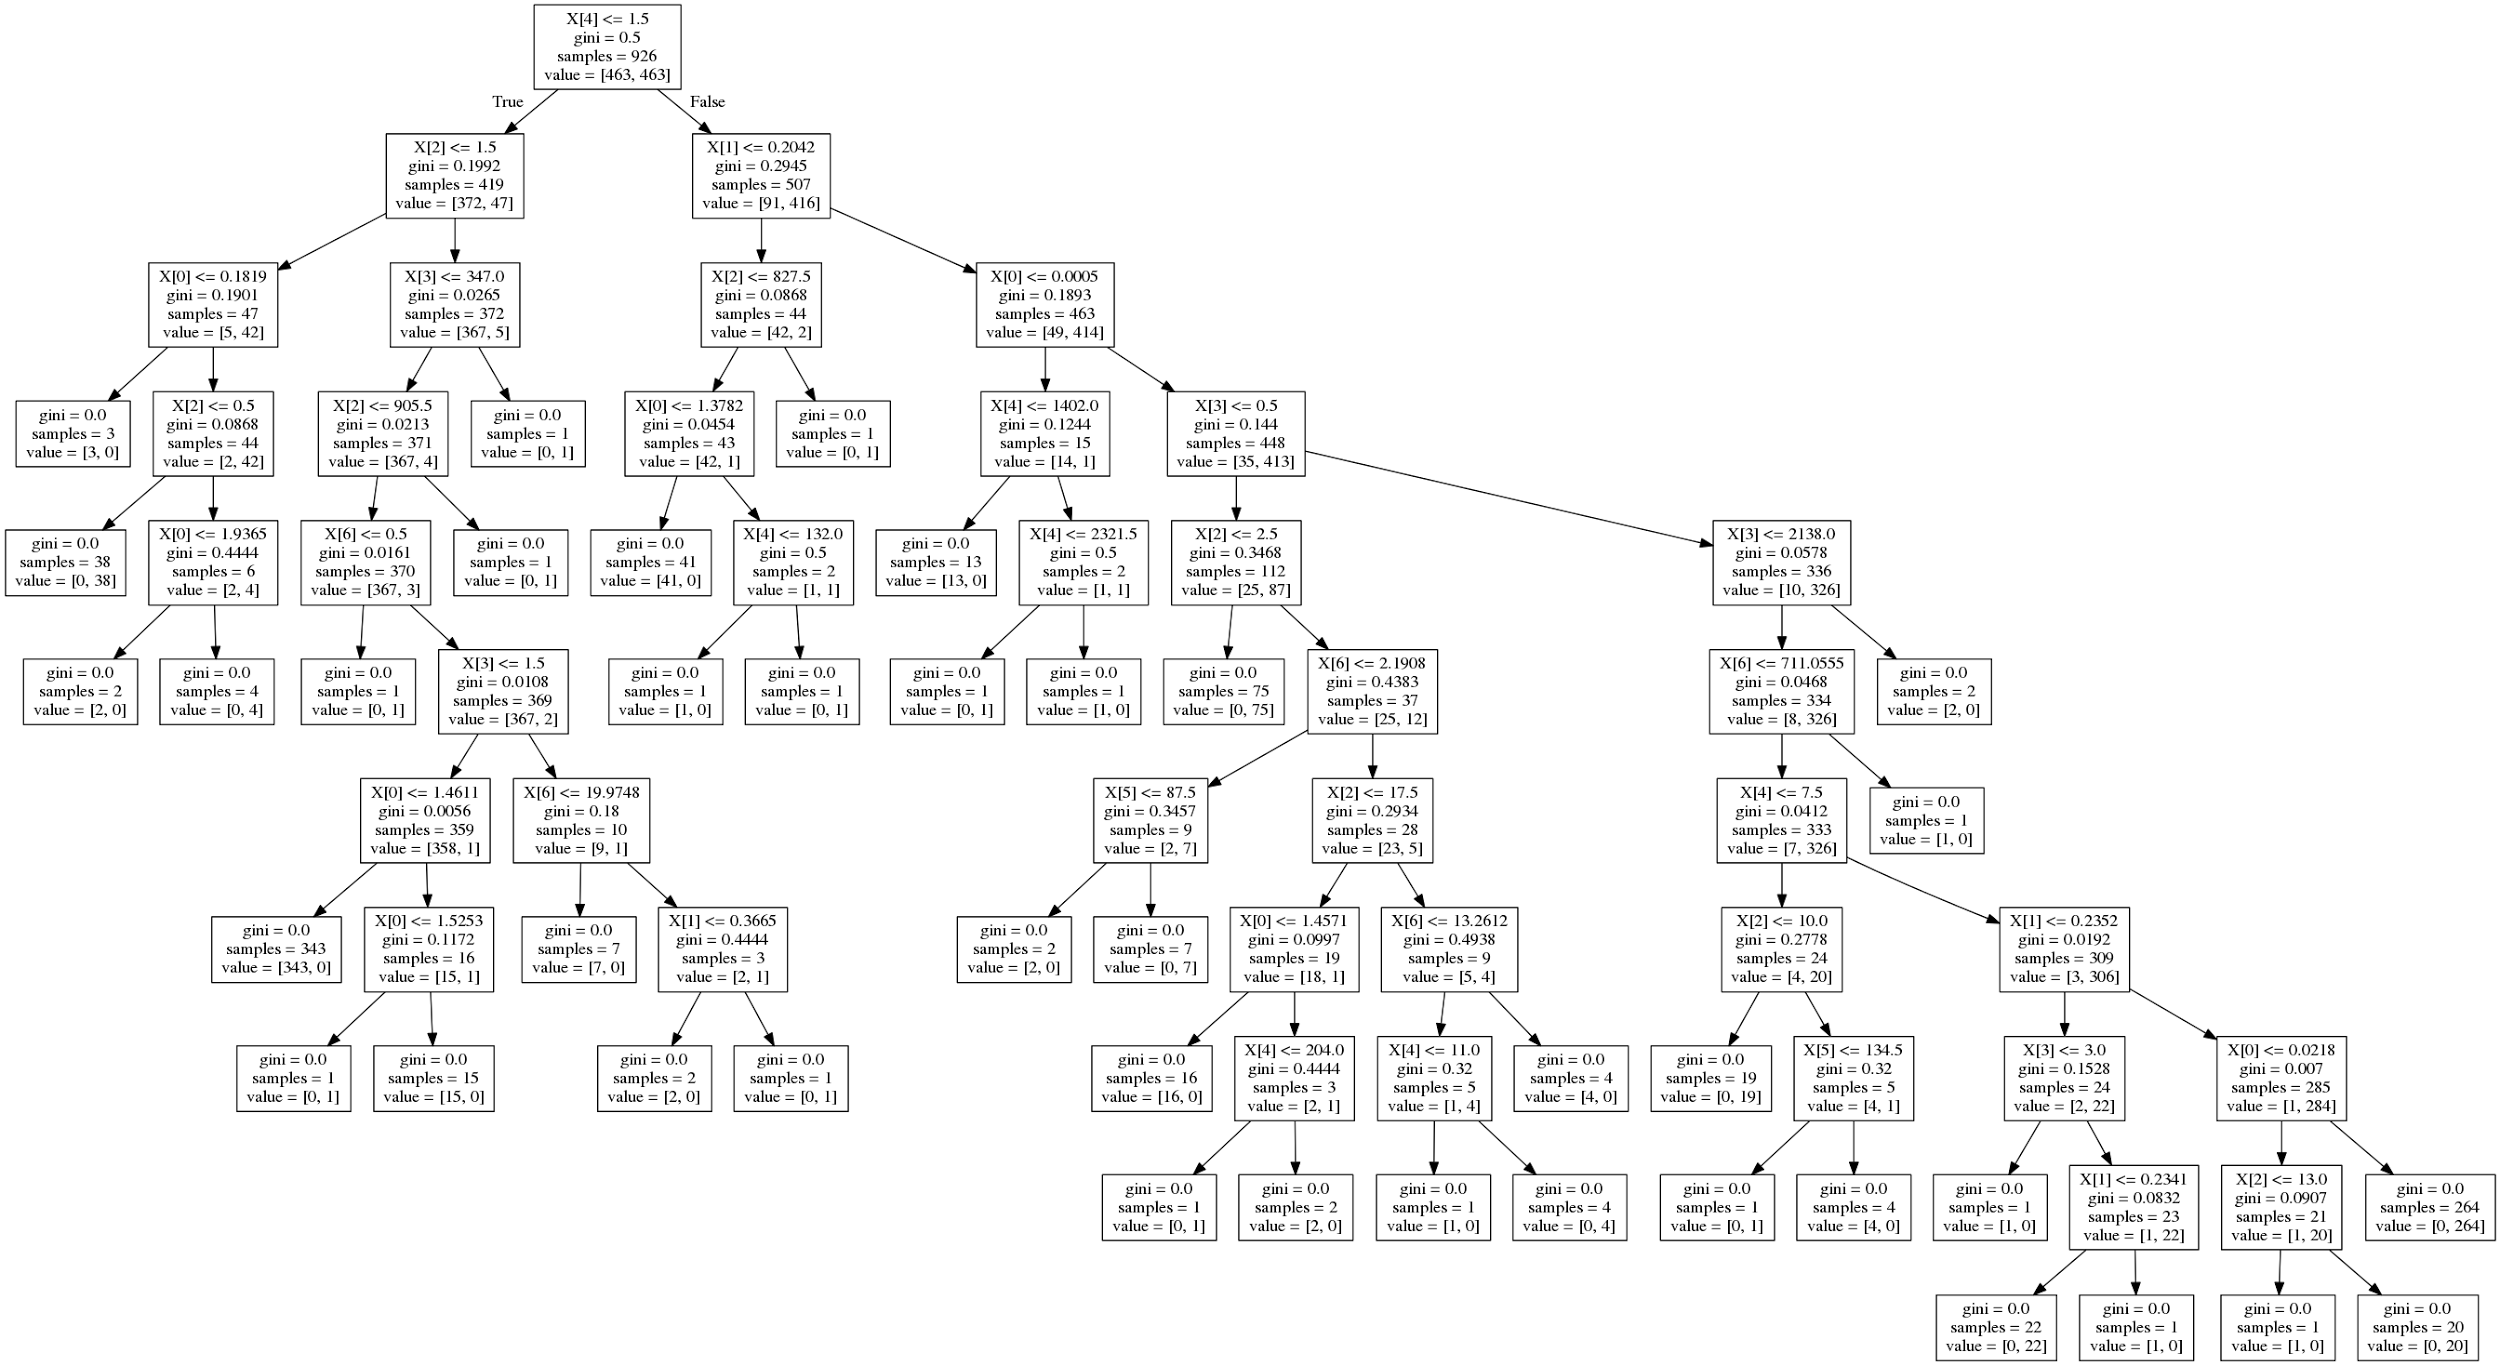 X[4] <= 1.5
gini = 0.5
samples = 926
value = [463, 463]
True
False
X[2] <= 1.5
gini = 0.1992
samples = 419
value = [372, 47]
X[1] <= 0.2042
gini = 0.2945
samples = 507
value = [91, 416]
X[0] <= 0.1819
gini = 0.1901
samples = 47
value = [5, 42]
X[3] <= 347.0
gini = 0.0265
samples = 372
value = [367, 5]
X[2] <= 827.5
gini = 0.0868
samples = 44
value = [42, 2]
X[0] <= 0.0005
gini = 0.1893
samples = 463
value = [49, 414]
gini = 0.0
samples = 3
value = [3, 0]
X[2] <= 0.5
gini = 0.0868
samples = 44
value = [2, 42]
X[2] <= 905.5
gini = 0.0213
samples = 371
value = [367, 4]
gini = 0.0
samples = 1
value = [0, 1]
X[0] <= 1.3782
gini = 0.0454
samples = 43
value = [42, 1]
gini = 0.0
samples = 1
value = [0, 1]
X[4] <= 1402.0
gini = 0.1244
samples = 15
value = [14, 1]
X[3] <= 0.5
gini = 0.144
samples = 448
value = [35, 413]
gini = 0.0
samples = 38
value = [0, 38]
X[0] <= 1.9365
gini = 0.4444
samples = 6
value = [2, 4]
X[6] <= 0.5
gini = 0.0161
samples = 370
value = [367, 3]
gini = 0.0
samples = 1
value = [0, 1]
gini = 0.0
samples = 41
value = [41, 0]
X[4] <= 132.0
gini = 0.5
samples = 2
value = [1, 1]
gini = 0.0
samples = 13
value = [13, 0]
X[4] <= 2321.5
gini = 0.5
samples = 2
value = [1, 1]
X[2] <= 2.5
gini = 0.3468
samples = 112
value = [25, 87]
X[3] <= 2138.0
gini = 0.0578
samples = 336
value = [10, 326]
gini = 0.0
samples = 2
value = [2, 0]
gini = 0.0
samples = 4
value = [0, 4]
gini = 0.0
samples = 1
value = [0, 1]
X[3] <= 1.5
gini = 0.0108
samples = 369
value = [367, 2]
gini = 0.0
samples = 1
value = [1, 0]
gini = 0.0
samples = 1
value = [0, 1]
gini = 0.0
samples = 1
value = [0, 1]
gini = 0.0
samples = 1
value = [1, 0]
gini = 0.0
samples = 75
value = [0, 75]
X[6] <= 2.1908
gini = 0.4383
samples = 37
value = [25, 12]
X[6] <= 711.0555
gini = 0.0468
samples = 334
value = [8, 326]
gini = 0.0
samples = 2
value = [2, 0]
X[0] <= 1.4611
gini = 0.0056
samples = 359
value = [358, 1]
X[6] <= 19.9748
gini = 0.18
samples = 10
value = [9, 1]
X[5] <= 87.5
gini = 0.3457
samples = 9
value = [2, 7]
X[2] <= 17.5
gini = 0.2934
samples = 28
value = [23, 5]
X[4] <= 7.5
gini = 0.0412
samples = 333
value = [7, 326]
gini = 0.0
samples = 1
value = [1, 0]
gini = 0.0
samples = 343
value = [343, 0]
X[0] <= 1.5253
gini = 0.1172
samples = 16
value = [15, 1]
gini = 0.0
samples = 7
value = [7, 0]
X[1] <= 0.3665
gini = 0.4444
samples = 3
value = [2, 1]
gini = 0.0
samples = 2
value = [2, 0]
gini = 0.0
samples = 7
value = [0, 7]
X[0] <= 1.4571
gini = 0.0997
samples = 19
value = [18, 1]
X[6] <= 13.2612
gini = 0.4938
samples = 9
value = [5, 4]
X[2] <= 10.0
gini = 0.2778
samples = 24
value = [4, 20]
X[1] <= 0.2352
gini = 0.0192
samples = 309
value = [3, 306]
gini = 0.0
samples = 1
value = [0, 1]
gini = 0.0
samples = 15
value = [15, 0]
gini = 0.0
samples = 2
value = [2, 0]
gini = 0.0
samples = 1
value = [0, 1]
gini = 0.0
samples = 16
value = [16, 0]
X[4] <= 204.0
gini = 0.4444
samples = 3
value = [2, 1]
X[4] <= 11.0
gini = 0.32
samples = 5
value = [1, 4]
gini = 0.0
samples = 4
value = [4, 0]
gini = 0.0
samples = 19
value = [0, 19]
X[5] <= 134.5
gini = 0.32
samples = 5
value = [4, 1]
X[3] <= 3.0
gini = 0.1528
samples = 24
value = [2, 22]
X[0] <= 0.0218
gini = 0.007
samples = 285
value = [1, 284]
gini = 0.0
samples = 1
value = [0, 1]
gini = 0.0
samples = 2
value = [2, 0]
gini = 0.0
samples = 1
value = [1, 0]
gini = 0.0
samples = 4
value = [0, 4]
gini = 0.0
samples = 1
value = [0, 1]
gini = 0.0
samples = 4
value = [4, 0]
gini = 0.0
samples = 1
value = [1, 0]
X[1] <= 0.2341
gini = 0.0832
samples = 23
value = [1, 22]
X[2] <= 13.0
gini = 0.0907
samples = 21
value = [1, 20]
gini = 0.0
samples = 264
value = [0, 264]
gini = 0.0
samples = 22
value = [0, 22]
gini = 0.0
samples = 1
value = [1, 0]
gini = 0.0
samples = 1
value = [1, 0]
gini = 0.0
samples = 20
value = [0, 20]